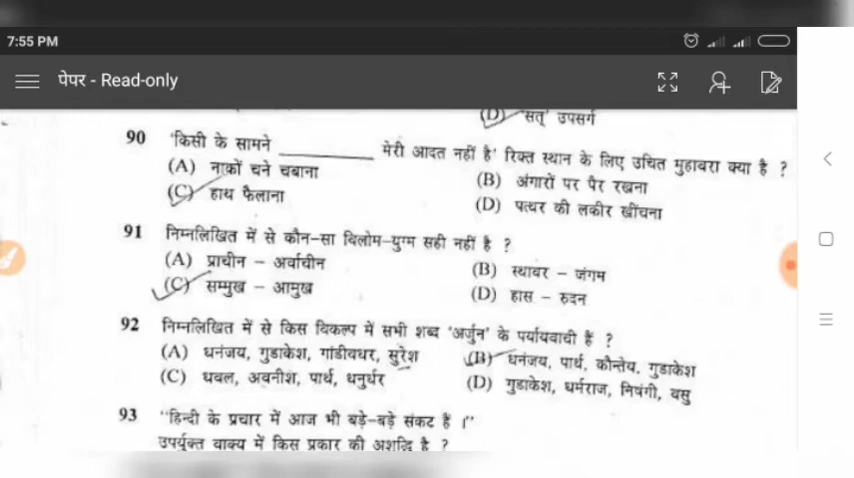 7:55 PM
पेपर - Read-only
(D) 'सत्' उपसर्ग
90 'किसी के सामने ____________ मेरी आदत नहीं है' रिक्त स्थान के लिए उचित मुहाबरा क्या है ?
(A) नाकों चने चबाना (B) अंगारों पर पैर रखना
(C) हाथ फैलाना (D) पत्थर की लकीर खींचना
91 निम्नलिखित में से कौन-सा विलोम-युग्म सही नहीं है ?
(A) प्राचीन – अर्वाचीन (B) स्थावर – जंगम
(C) सम्मुख – आमुख (D) हास – रुदन
92 निम्नलिखित में से किस विकल्प में सभी शब्द 'अर्जुन' के पर्यायवाची हैं ?
(A) धनंजय, गुडाकेश, गांडीवधर, सुरेश (B) धनंजय, पार्थ, कौन्तेय, गुडाकेश
(C) धवल, अवनीश, पार्थ, धनुर्धर (D) गुडाकेश, धर्मराज, निषंगी, वसु
93 "हिन्दी के प्रचार में आज भी बड़े-बड़े संकट हैं ।"
उपर्युक्त वाक्य में किस प्रकार की अशुद्धि है ?